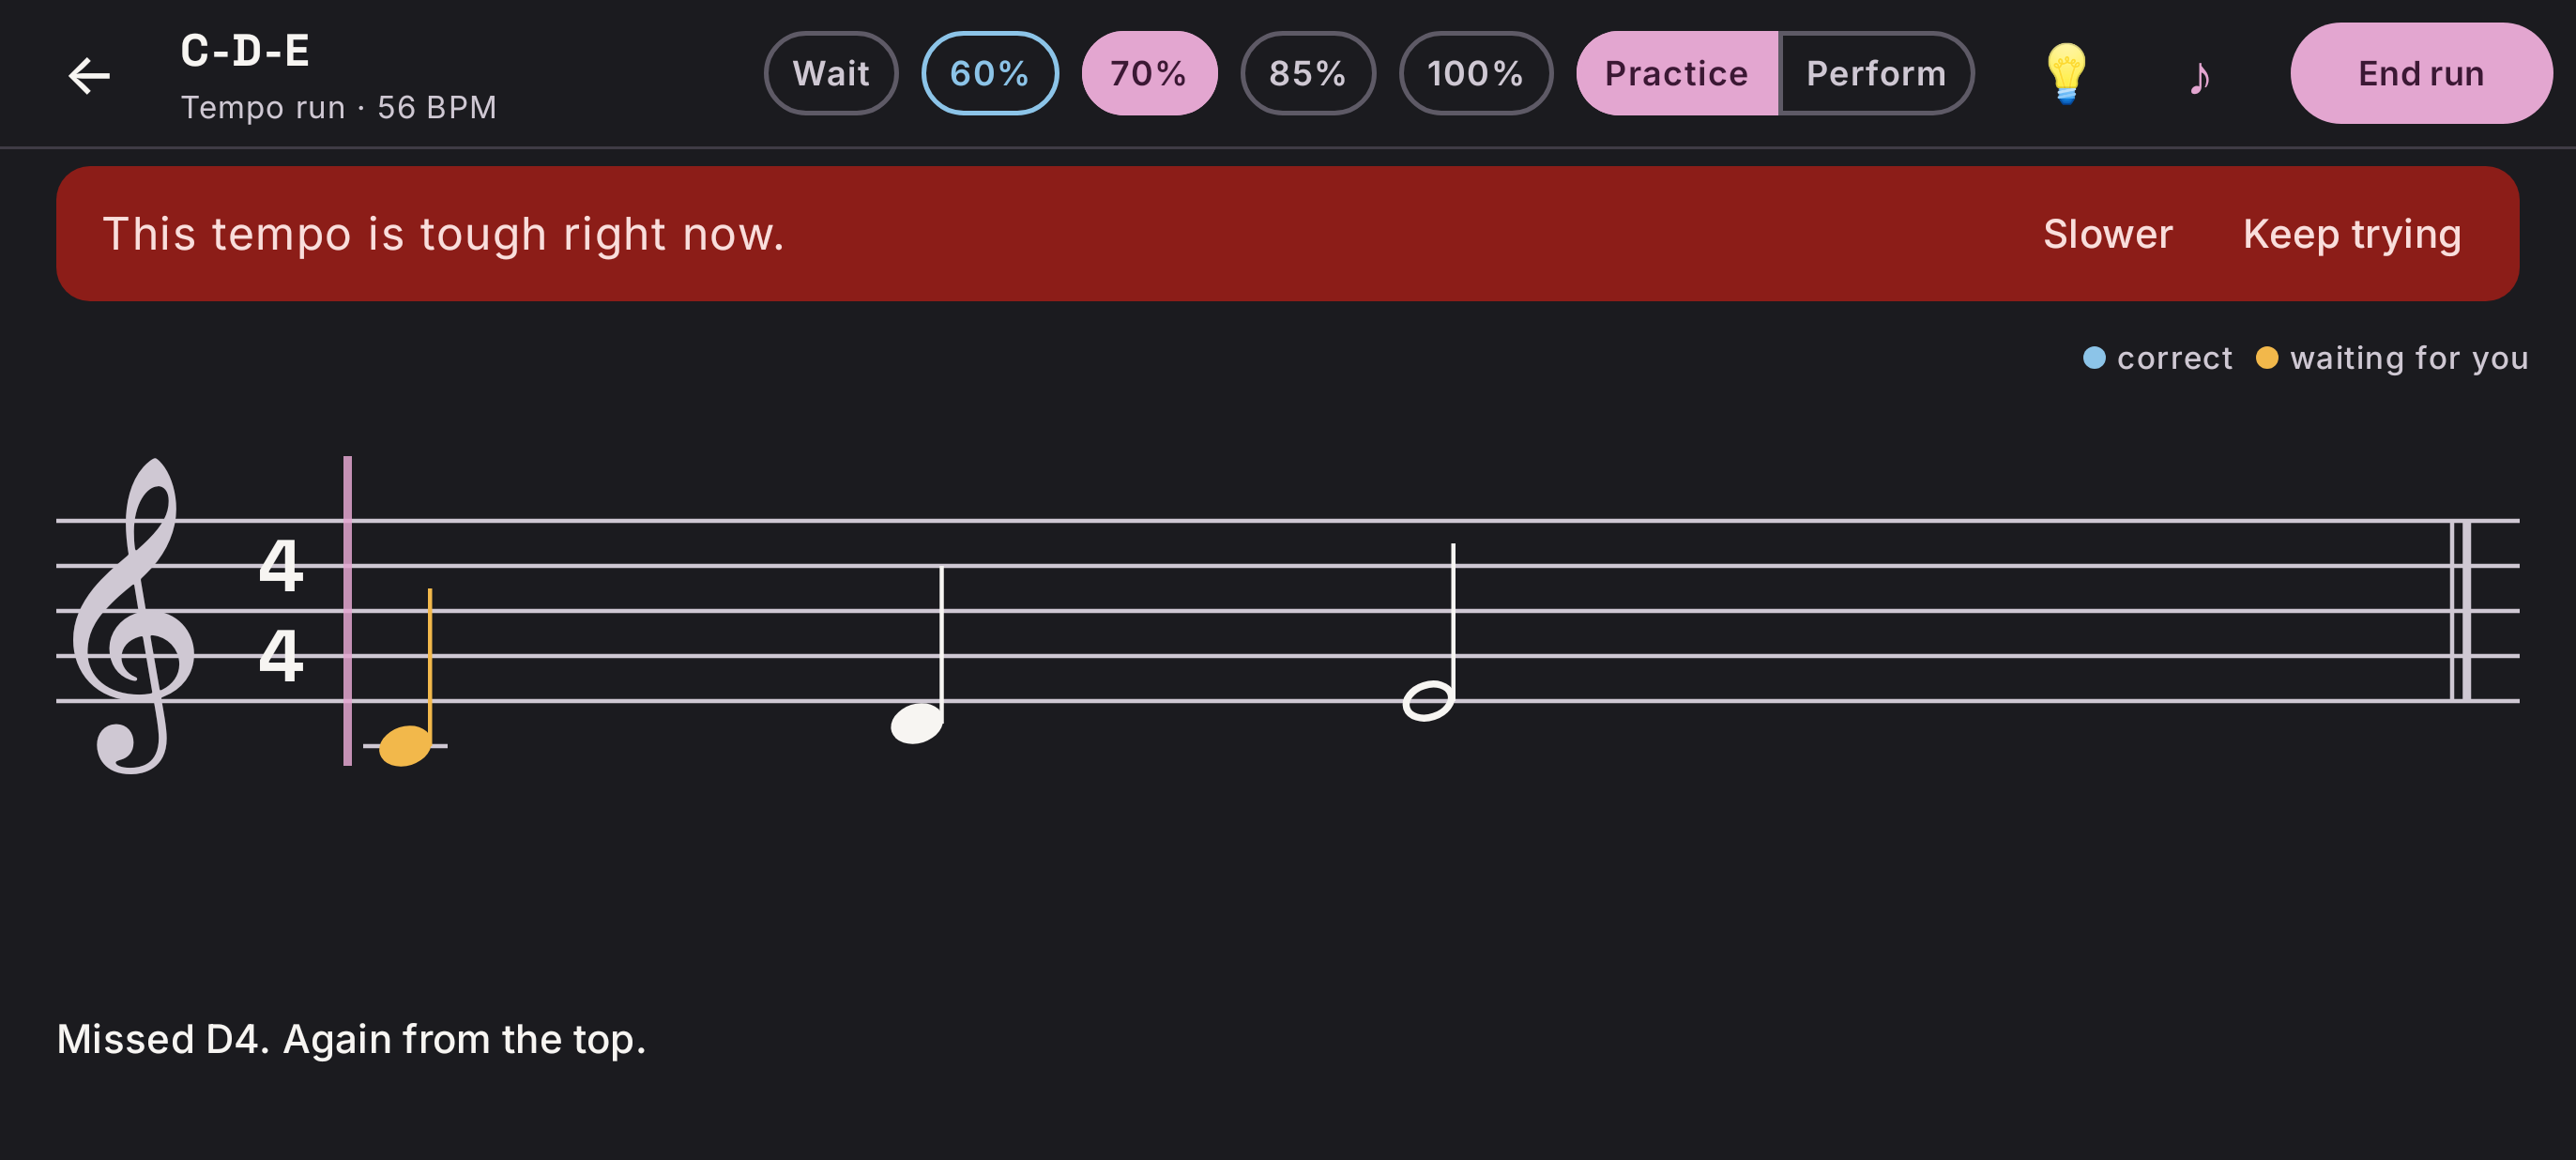 C-D-E
Tempo run · 56 BPM
Wait 60% 70% 85% 100% Practice Perform End run
This tempo is tough right now. Slower Keep trying
correct waiting for you
4
4
Missed D4. Again from the top.